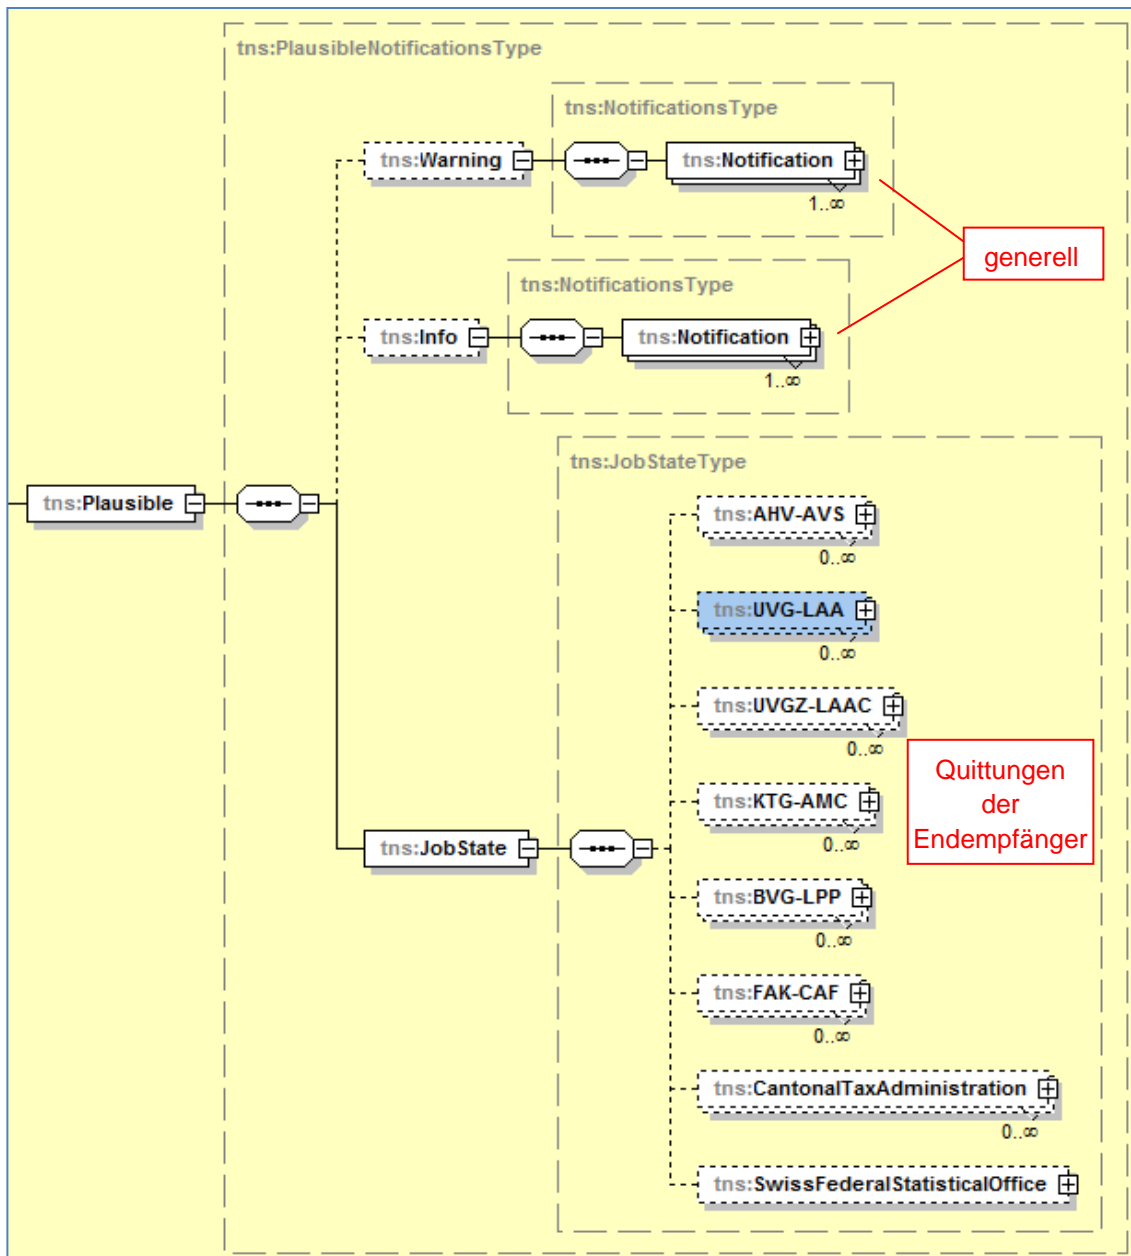 tns:PlausibleNotificationsType
tns:NotificationsType
tns:Warning
tns:Notification
1..∞
generell
tns:NotificationsType
tns:Info
tns:Notification
1..∞
tns:JobStateType
tns:Plausible
tns:AHV-AVS
0..∞
tns:UVG-LAA
0..∞
tns:UVGZ-LAAC
0..∞
Quittungen
der
Endempfänger
tns:KTG-AMC
0..∞
tns:JobState
tns:BVG-LPP
0..∞
tns:FAK-CAF
0..∞
tns:CantonalTaxAdministration
0..∞
tns:SwissFederalStatisticalOffice